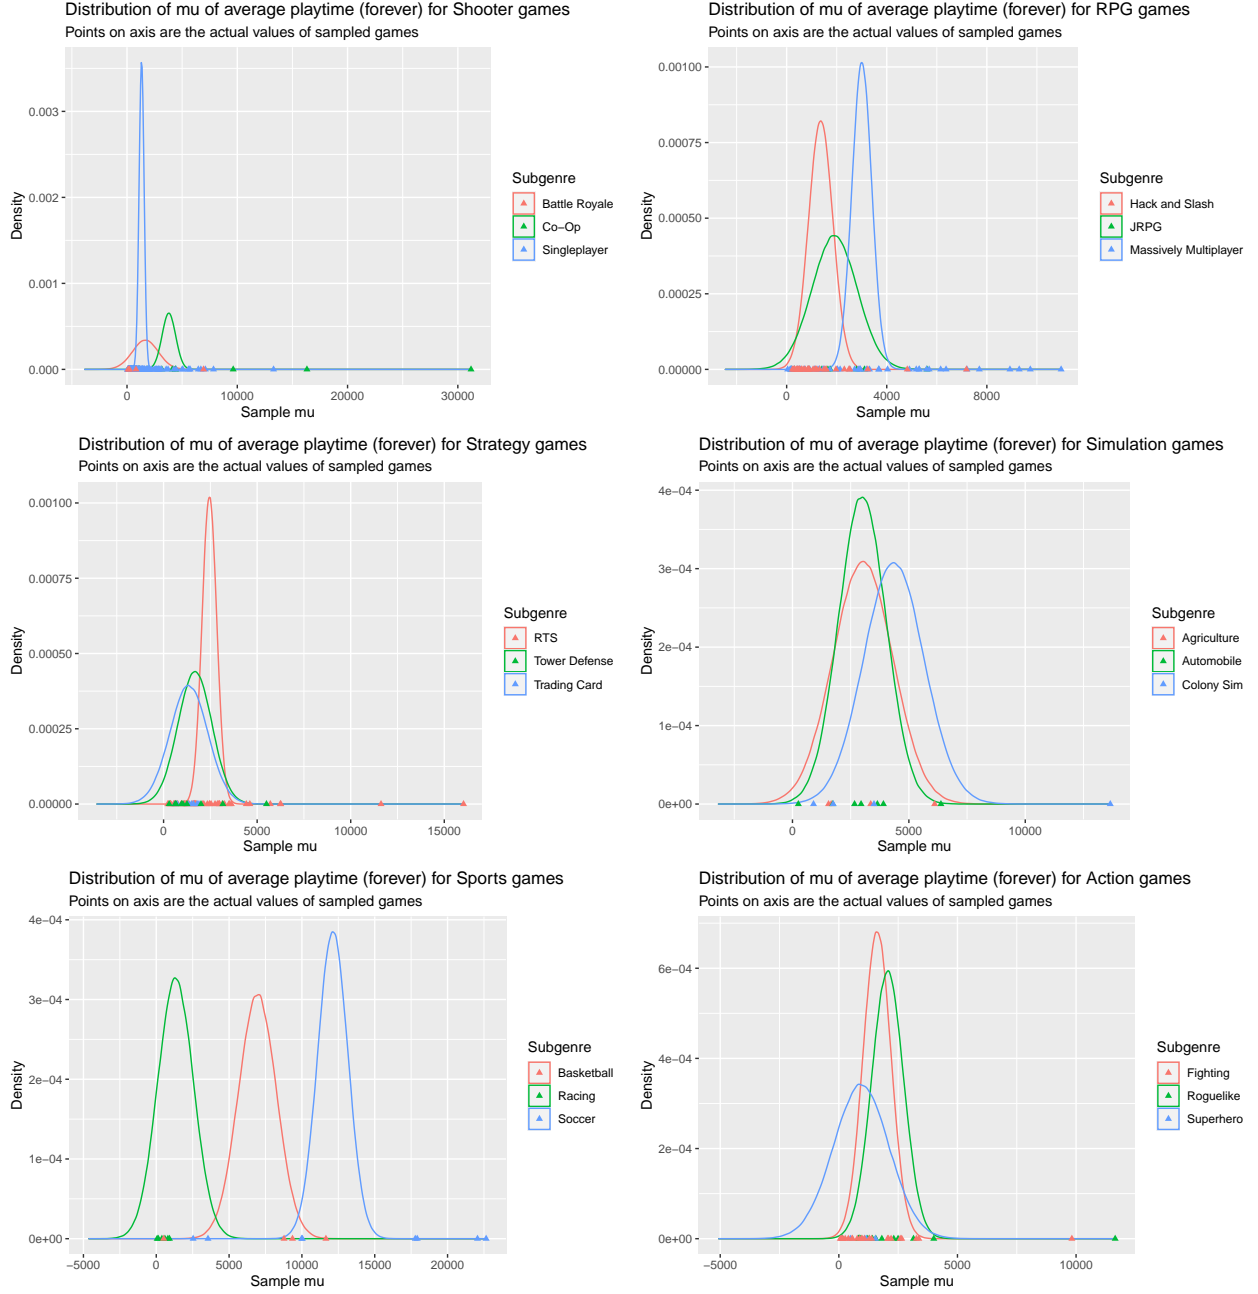 Distribution of mu of average playtime (forever) for Shooter games
Points on axis are the actual values of sampled games
0.003
0.002
0.001
0.000
Density
0
10000
20000
30000
Sample mu
Subgenre
Battle Royale
Co−Op
Singleplayer
Distribution of mu of average playtime (forever) for RPG games
Points on axis are the actual values of sampled games
0.00100
0.00075
0.00050
0.00025
0.00000
Density
0
4000
8000
Sample mu
Subgenre
Hack and Slash
JRPG
Massively Multiplayer
Distribution of mu of average playtime (forever) for Strategy games
Points on axis are the actual values of sampled games
0.00100
0.00075
0.00050
0.00025
0.00000
Density
0
5000
10000
15000
Sample mu
Subgenre
RTS
Tower Defense
Trading Card
Distribution of mu of average playtime (forever) for Simulation games
Points on axis are the actual values of sampled games
4e−04
3e−04
2e−04
1e−04
0e+00
Density
0
5000
10000
Sample mu
Subgenre
Agriculture
Automobile
Colony Sim
Distribution of mu of average playtime (forever) for Sports games
Points on axis are the actual values of sampled games
4e−04
3e−04
2e−04
1e−04
0e+00
Density
−5000
0
5000
10000
15000
20000
Sample mu
Subgenre
Basketball
Racing
Soccer
Distribution of mu of average playtime (forever) for Action games
Points on axis are the actual values of sampled games
6e−04
4e−04
2e−04
0e+00
Density
−5000
0
5000
10000
Sample mu
Subgenre
Fighting
Roguelike
Superhero